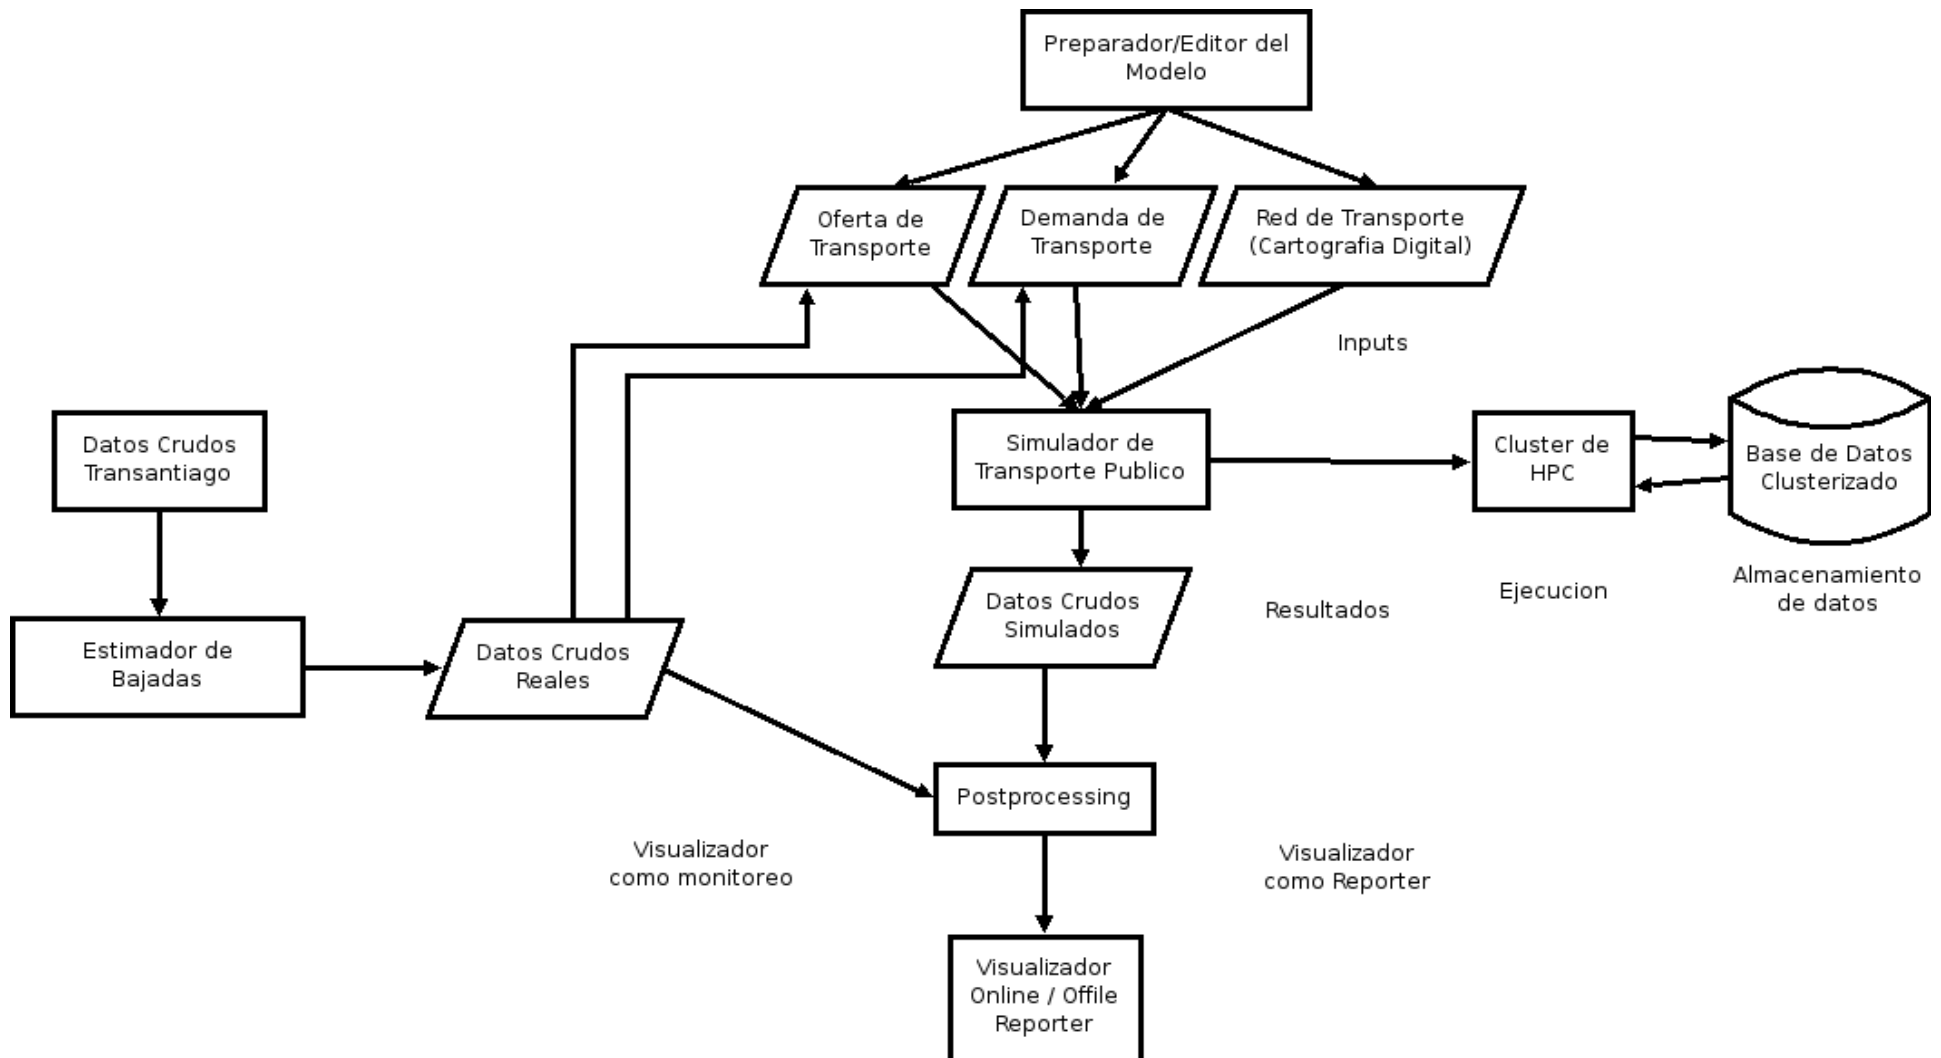 Preparador/Editor del
Modelo
Oferta de
Transporte
Demanda de
Transporte
Red de Transporte
(Cartografia Digital)
Inputs
Datos Crudos
Transantiago
Simulador de
Transporte Publico
Cluster de
HPC
Base de Datos
Clusterizado
Almacenamiento
de datos
Ejecucion
Resultados
Datos Crudos
Simulados
Estimador de
Bajadas
Datos Crudos
Reales
Postprocessing
Visualizador
como monitoreo
Visualizador
como Reporter
Visualizador
Online / Offile
Reporter